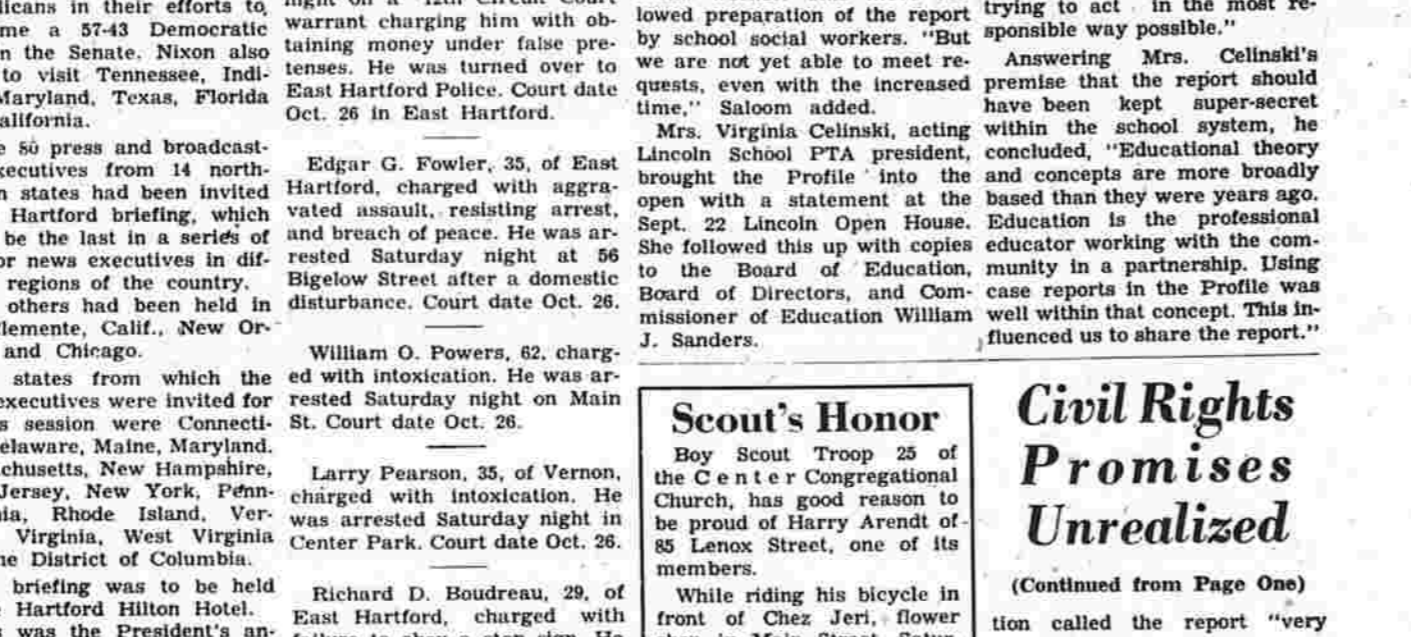 licans in their efforts to
me a 57-43 Democratic
n the Senate. Nixon also
to visit Tennessee, Indi-
Maryland, Texas, Florida
alifornia.
e 50 press and broadcast-
xecutives from 14 north-
n states had been invited
Hartford briefing, which
be the last in a series of
or news executives in dif-
regions of the country.
others had been held in
lemente, Calif., New Or-
and Chicago.
states from which the
executives were invited for
s session were Connecti-
elaware, Maine, Maryland,
chusetts, New Hampshire,
Jersey, New York, Penn-
ia, Rhode Island, Ver-
Virginia, West Virginia
he District of Columbia.
briefing was to be held
Hartford Hilton Hotel.
was the President's an-
warrant charging him with ob-
taining money under false pre-
tenses. He was turned over to
East Hartford Police. Court date
Oct. 26 in East Hartford.
Edgar G. Fowler, 35, of East
Hartford, charged with aggra-
vated assault, resisting arrest,
and breach of peace. He was ar-
rested Saturday night at 56
Bigelow Street after a domestic
disturbance. Court date Oct. 26.
William O. Powers, 62, charg-
ed with intoxication. He was ar-
rested Saturday night on Main
St. Court date Oct. 26.
Larry Pearson, 35, of Vernon,
charged with intoxication. He
was arrested Saturday night in
Center Park. Court date Oct. 26.
Richard D. Boudreau, 29, of
East Hartford, charged with
lowed preparation of the report
by school social workers. "But
we are not yet able to meet re-
quests, even with the increased
time," Saloom added.
Mrs. Virginia Celinski, acting
Lincoln School PTA president,
brought the Profile into the
open with a statement at the
Sept. 22 Lincoln Open House.
She followed this up with copies
to the Board of Education,
Board of Directors, and Com-
missioner of Education William
J. Sanders.
Scout's Honor
Boy Scout Troop 25 of
the Center Congregational
Church, has good reason to
be proud of Harry Arendt of
85 Lenox Street, one of its
members.
While riding his bicycle in
front of Chez Jeri, flower
trying to act in the most re-
sponsible way possible."
Answering Mrs. Celinski's
premise that the report should
have been kept super-secret
within the school system, he
concluded, "Educational theory
and concepts are more broadly
based than they were years ago.
Education is the professional
educator working with the com-
munity in a partnership. Using
case reports in the Profile was
well within that concept. This in-
fluenced us to share the report."
Civil Rights
Promises
Unrealized
(Continued from Page One)
tion called the report "very